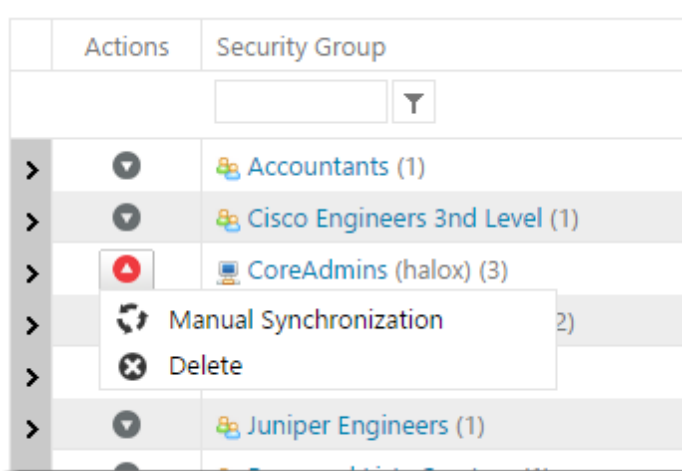 Actions Security Group
Accountants (1)
Cisco Engineers 3nd Level (1)
CoreAdmins (halox) (3)
Manual Synchronization 2)
Delete
Juniper Engineers (1)